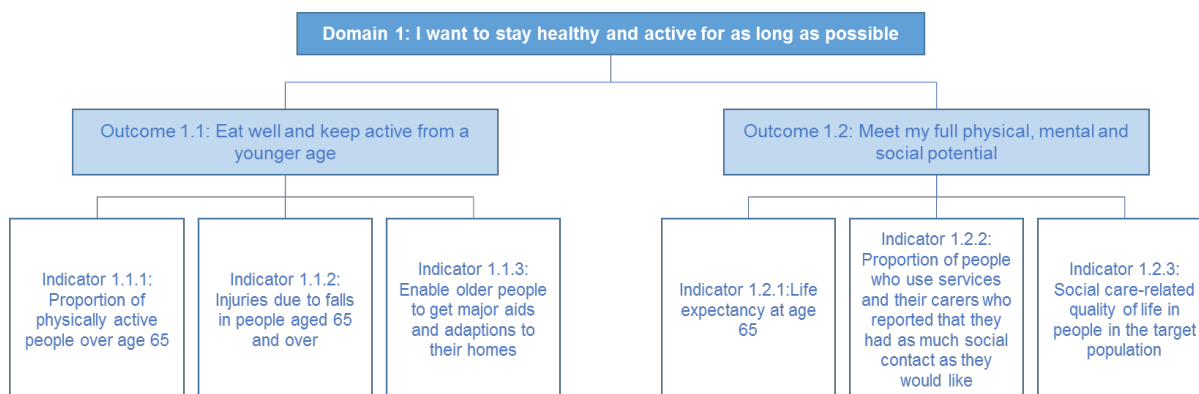 Domain 1: I want to stay healthy and active for as long as possible
Outcome 1.1: Eat well and keep active from a
younger age
Outcome 1.2: Meet my full physical, mental and
social potential
Indicator 1.1.1:
Proportion of
physically active
people over age 65
Indicator 1.1.2:
Injuries due to falls
in people aged 65
and over
Indicator 1.1.3:
Enable older people
to get major aids
and adaptions to
their homes
Indicator 1.2.1:Life
expectancy at age
65
Indicator 1.2.2:
Proportion of people
who use services
and their carers who
reported that they
had as much social
contact as they
would like
Indicator 1.2.3:
Social care-related
quality of life in
people in the target
population